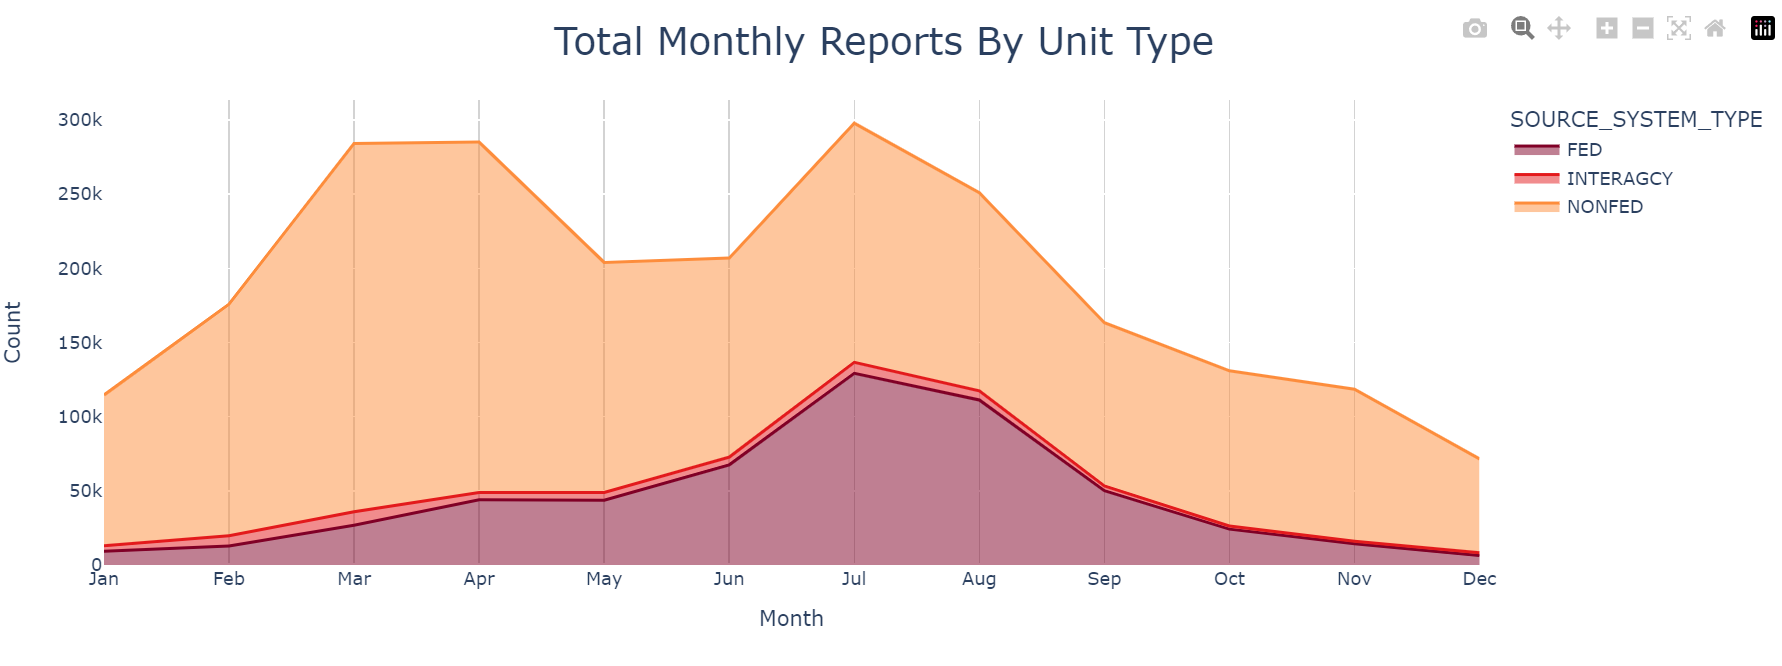 Total Monthly Reports By Unit Type
300k
250k
200k
150k
100k
50k
0
Count
Jan Feb Mar Apr May Jun Jul Aug Sep Oct Nov Dec
Month
SOURCE_SYSTEM_TYPE
FED
INTERAGCY
NONFED